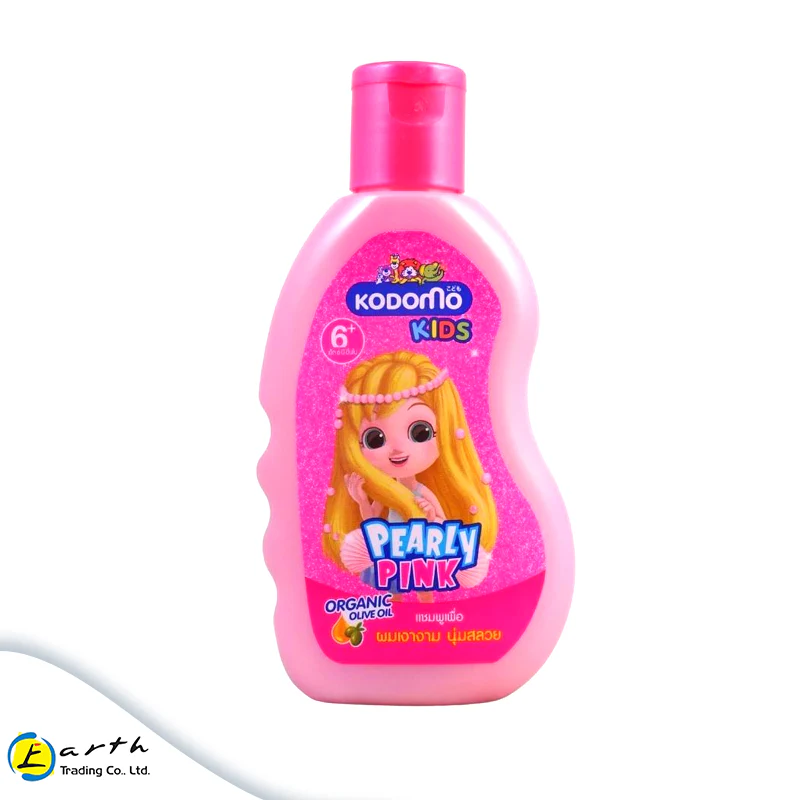 こども
KODOMO
KIDS
6+
PEARLY
PINK
ORGANIC
OLIVE OIL
แชมพูเพื่อ
ผมเงางาม นุ่มสลวย
Earth
Trading Co.. Ltd.